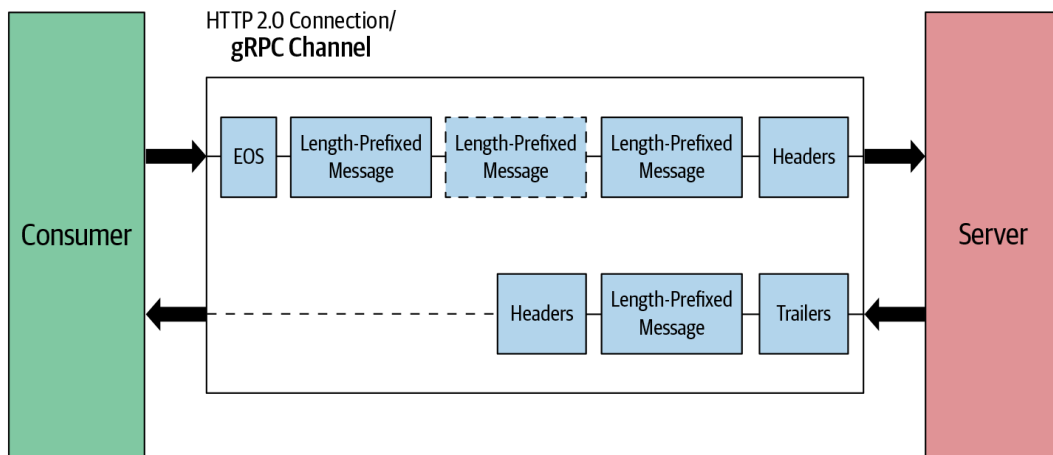 HTTP 2.0 Connection/
gRPC Channel
Consumer
EOS
Length-Prefixed
Message
Length-Prefixed
Message
Length-Prefixed
Message
Headers
Server
Headers
Length-Prefixed
Message
Trailers